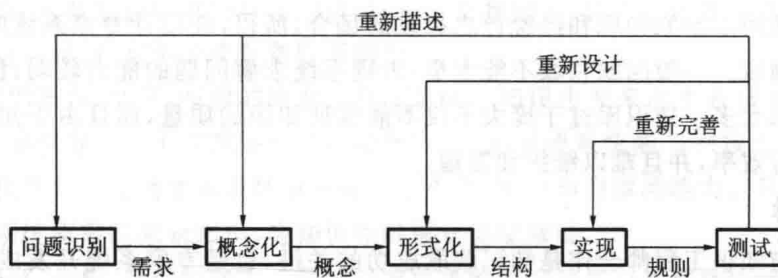 重新描述
重新设计
重新完善
问题识别 概念化 形式化 实现 测试
需求 概念 结构 规则